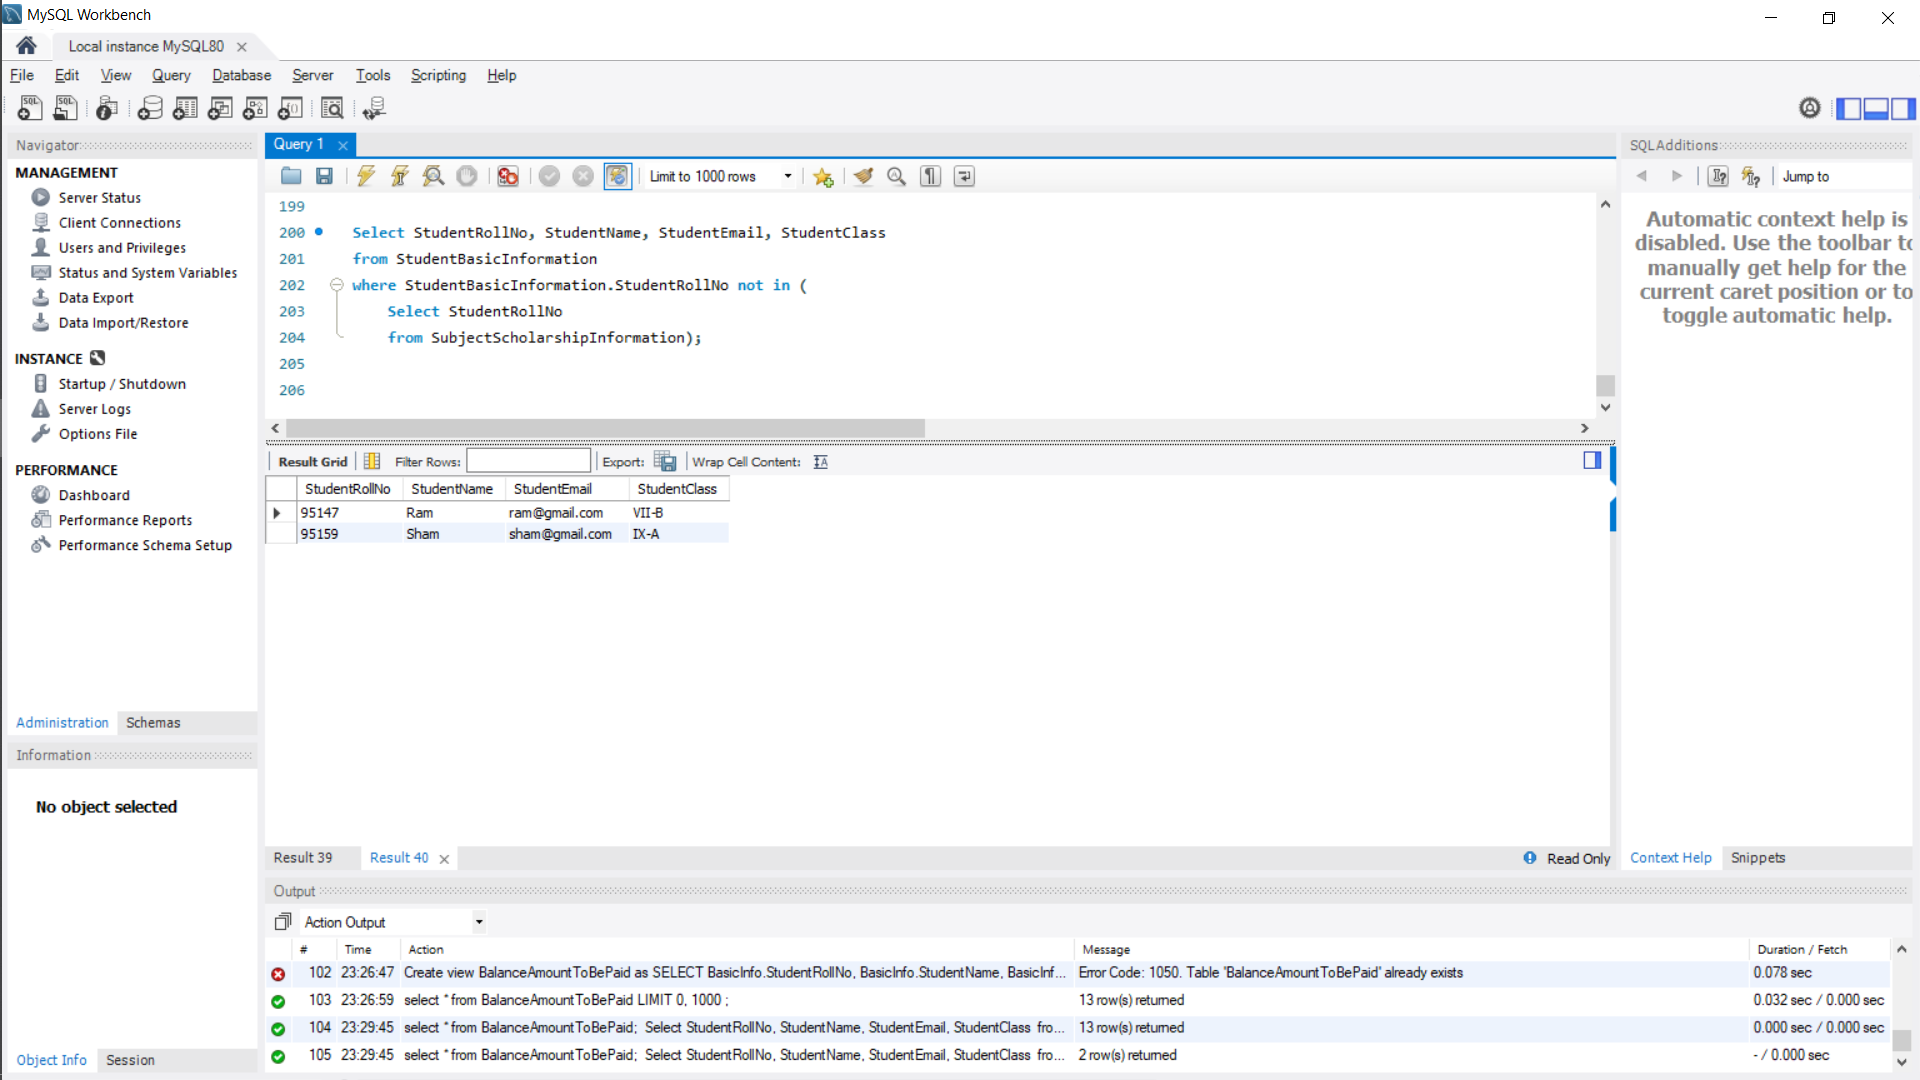 MySQL Workbench
Local instance MySQL80
File Edit View Query Database Server Tools Scripting Help
Navigator
MANAGEMENT
Server Status
Client Connections
Users and Privileges
Status and System Variables
Data Export
Data Import/Restore
INSTANCE
Startup / Shutdown
Server Logs
Options File
PERFORMANCE
Dashboard
Performance Reports
Performance Schema Setup
Administration Schemas
Information
No object selected
Object Info Session
Query 1
Limit to 1000 rows
199
200 Select StudentRollNo, StudentName, StudentEmail, StudentClass
201 from StudentBasicInformation
202 where StudentBasicInformation.StudentRollNo not in (
203 Select StudentRollNo
204 from SubjectScholarshipInformation);
205
206
Result Grid Filter Rows: Export: Wrap Cell Content:
StudentRollNo StudentName StudentEmail StudentClass
95147 Ram ram@gmail.com VII-B
95159 Sham sham@gmail.com IX-A
Result 39 Result 40 Read Only
SQLAdditions
Jump to
Automatic context help is
disabled. Use the toolbar to
manually get help for the
current caret position or to
toggle automatic help.
Context Help Snippets
Output
Action Output
# Time Action Message Duration / Fetch
102 23:26:47 Create view BalanceAmountToBePaid as SELECT BasicInfo.StudentRollNo, BasicInfo.StudentName, BasicInf... Error Code: 1050. Table 'BalanceAmountToBePaid' already exists 0.078 sec
103 23:26:59 select * from BalanceAmountToBePaid LIMIT 0, 1000 ; 13 row(s) returned 0.032 sec / 0.000 sec
104 23:29:45 select * from BalanceAmountToBePaid; Select StudentRollNo, StudentName, StudentEmail, StudentClass fro... 13 row(s) returned 0.000 sec / 0.000 sec
105 23:29:45 select * from BalanceAmountToBePaid; Select StudentRollNo, StudentName, StudentEmail, StudentClass fro... 2 row(s) returned - / 0.000 sec